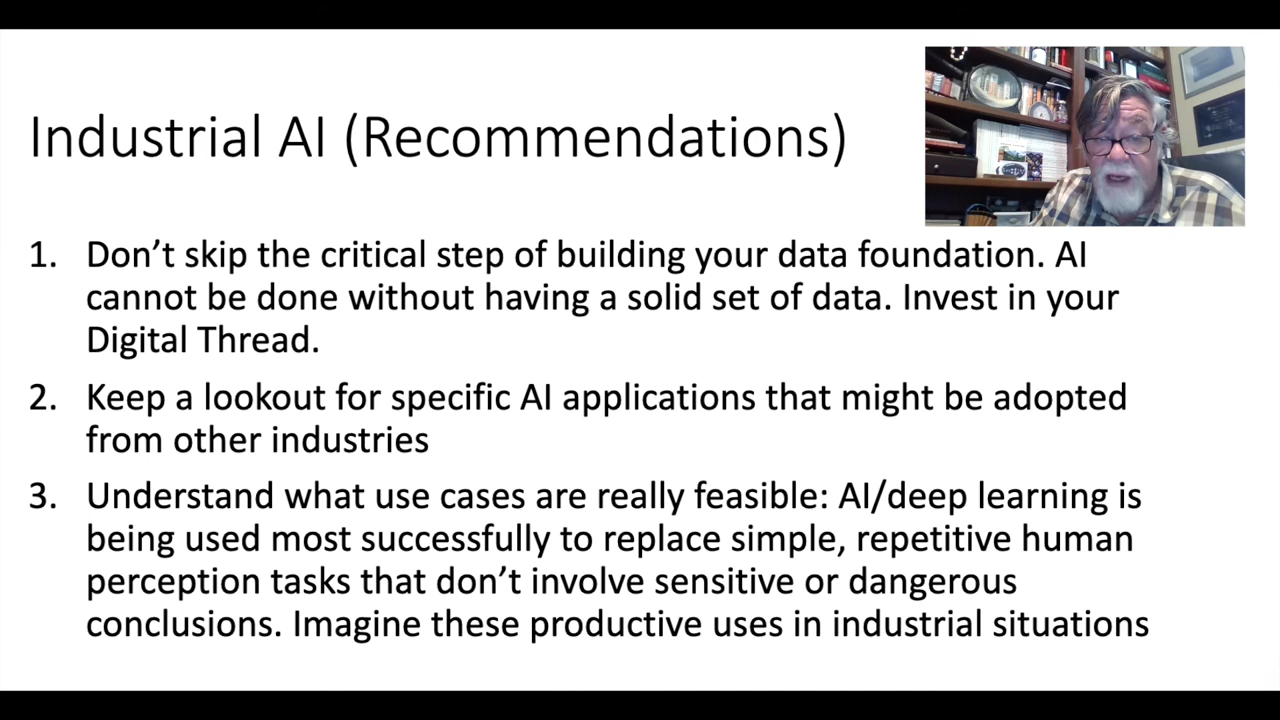 Industrial AI (Recommendations)
1. Don’t skip the critical step of building your data foundation. AI
cannot be done without having a solid set of data. Invest in your
Digital Thread.
2. Keep a lookout for specific AI applications that might be adopted
from other industries
3. Understand what use cases are really feasible: AI/deep learning is
being used most successfully to replace simple, repetitive human
perception tasks that don’t involve sensitive or dangerous
conclusions. Imagine these productive uses in industrial situations